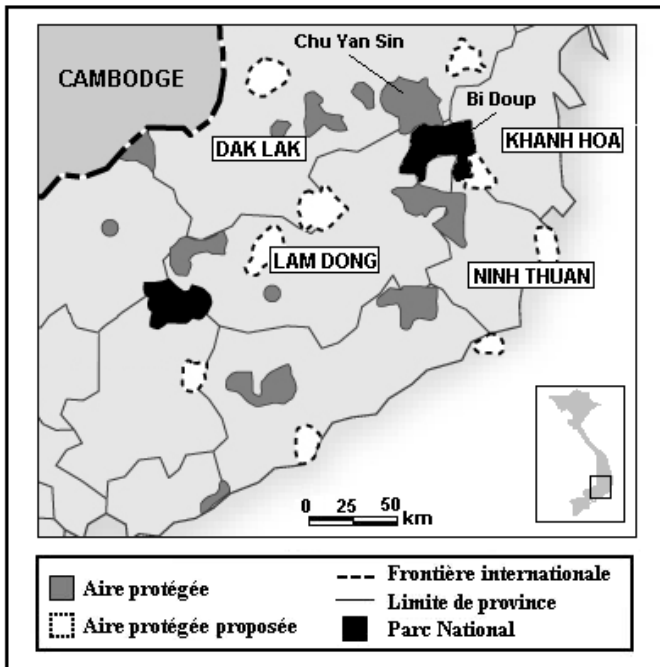 Chu Yan Sin
CAMBODGE
Bi Doup
KHANH HOA
DAK LAK
LAM DONG
NINH THUAN
0 25 50
km
Aire protégée
Aire protégée proposée
Frontière internationale
Limite de province
Parc National